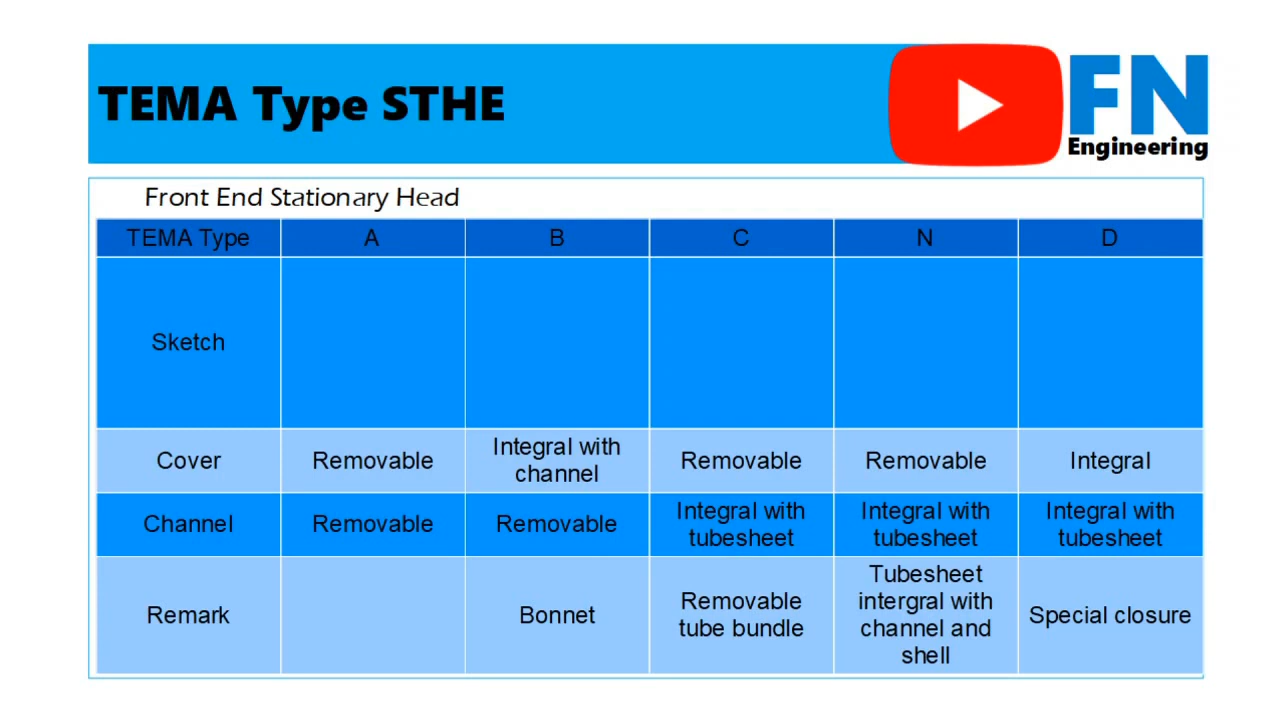 TEMA Type STHE
FN
Engineering
Front End Stationary Head
TEMA Type A B C N D
Sketch
Cover Removable Integral with channel Removable Removable Integral
Channel Removable Removable Integral with tubesheet Integral with tubesheet Integral with tubesheet
Remark Bonnet Removable tube bundle Tubesheet intergral with channel and shell Special closure